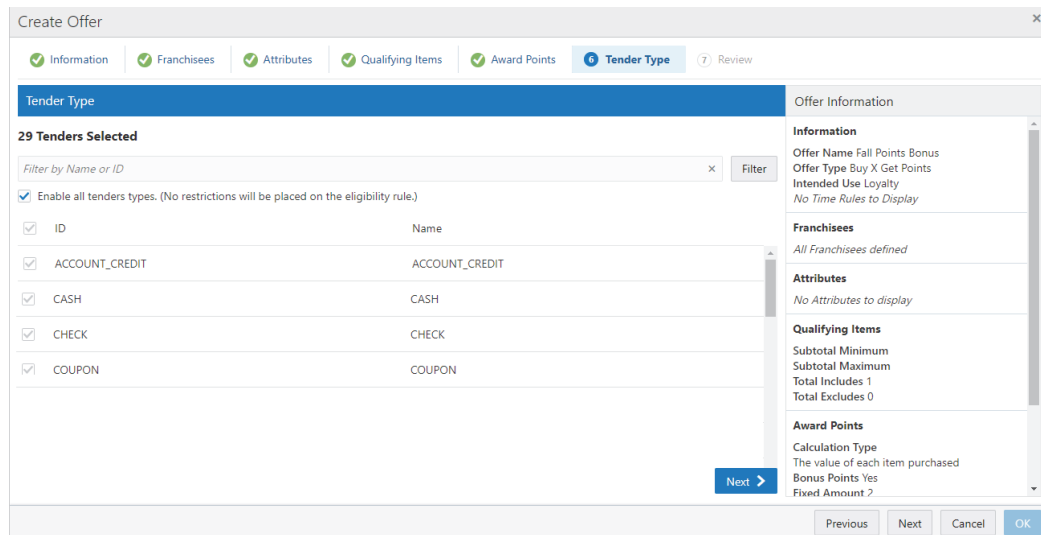 Create Offer
Information
Franchisees
Attributes
Qualifying Items
Award Points
6 Tender Type
7 Review
Tender Type
29 Tenders Selected
Filter by Name or ID
Filter
Enable all tenders types. (No restrictions will be placed on the eligibility rule.)
ID Name
ACCOUNT_CREDIT ACCOUNT_CREDIT
CASH CASH
CHECK CHECK
COUPON COUPON
Next
Offer Information
Information
Offer Name Fall Points Bonus
Offer Type Buy X Get Points
Intended Use Loyalty
No Time Rules to Display
Franchisees
All Franchisees defined
Attributes
No Attributes to display
Qualifying Items
Subtotal Minimum
Subtotal Maximum
Total Includes 1
Total Excludes 0
Award Points
Calculation Type
The value of each item purchased
Bonus Points Yes
Fixed Amount 2
Previous
Next
Cancel
OK